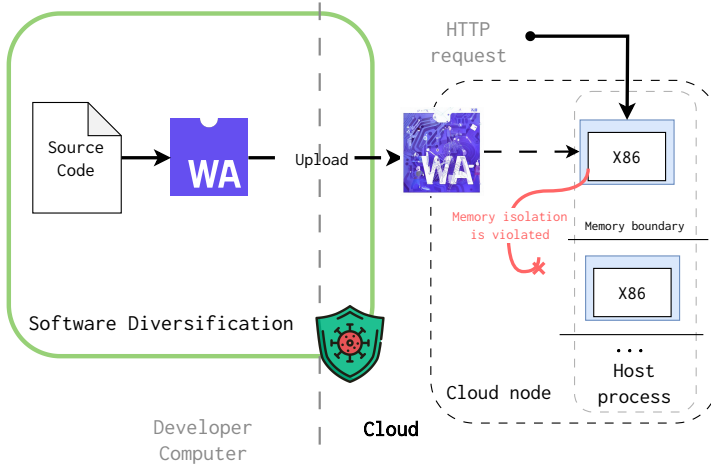 HTTP
request
Source
Code
WA
Upload
WA
X86
Memory isolation
is violated
Memory boundary
X86
Software Diversification
...
Host
process
Cloud node
Developer
Computer
Cloud